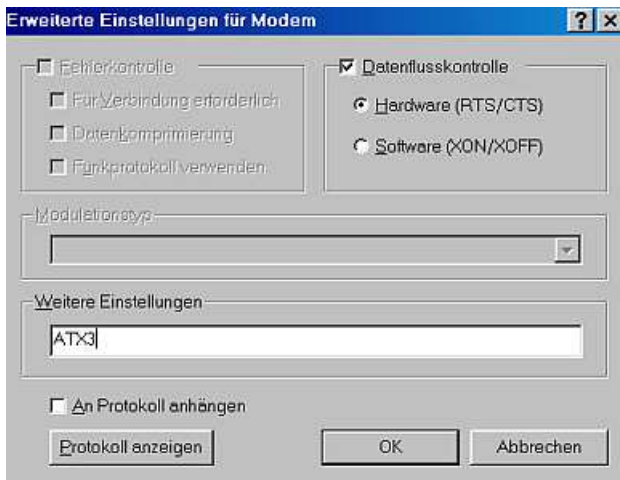 Erweiterte Einstellungen für Modem
Fehlerkontrolle
Für Verbindung erforderlich
Datenkomprimierung
Funkprotokoll verwenden
Datenflusskontrolle
Hardware (RTS/CTS)
Software (XON/XOFF)
Modulationstyp
Weitere Einstellungen
ATX3
An Protokoll anhängen
Protokoll anzeigen
OK
Abbrechen